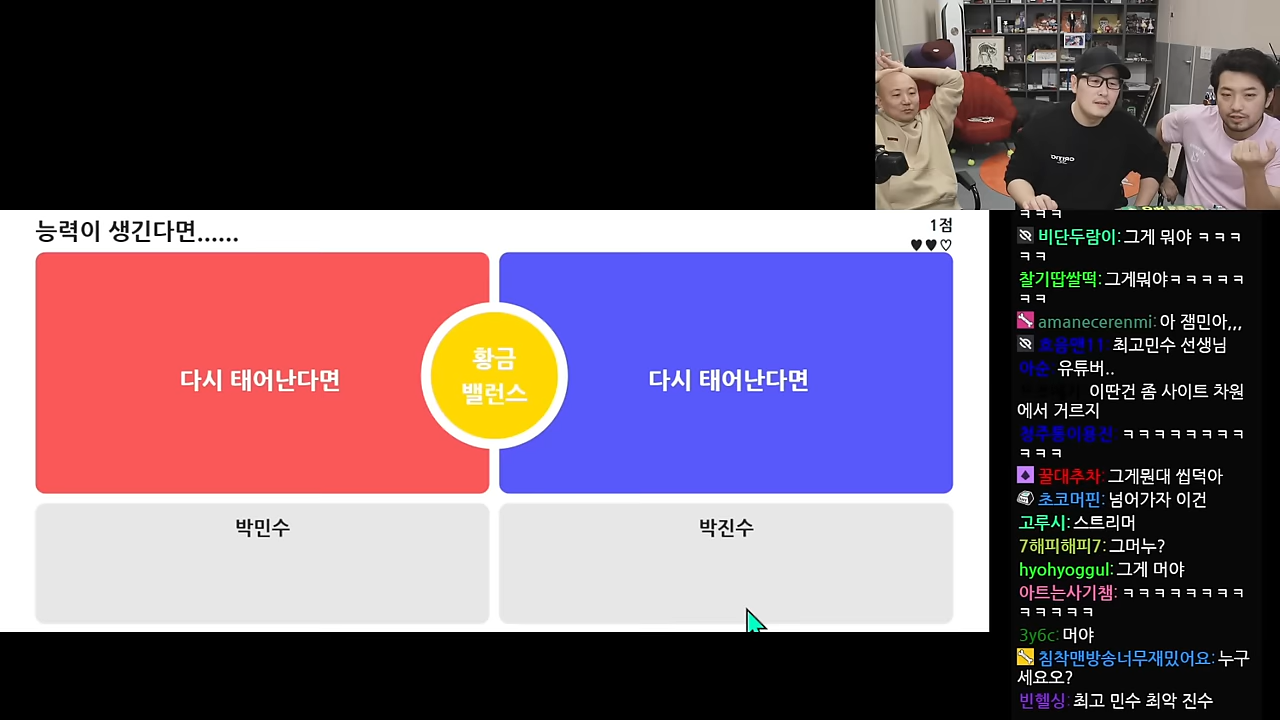 능력이 생긴다면......
1점
♥♥♡
다시 태어난다면
황금
밸런스
다시 태어난다면
박민수
박진수
ㅋㅋㅋ
비단두람이: 그게 뭐야 ㅋㅋㅋ
ㅋㅋ
찰기땁쌀떡: 그게뭐야ㅋㅋㅋㅋㅋ
ㅋㅋ
amanecerenmi: 아 잼민아,,,
최고민수 선생님
아순: 유튜버..
이딴건 좀 사이트 차원
에서 거르지
ㅋㅋㅋㅋㅋㅋㅋㅋ
ㅋㅋㅋ
꿀대추차: 그게뭔대 씹덕아
초코머핀: 넘어가자 이건
고루시: 스트리머
7해피해피7: 그머누?
hyohyoggul: 그게 머야
아트는사기챔: ㅋㅋㅋㅋㅋㅋㅋㅋ
ㅋㅋㅋㅋㅋ
3y6c: 머야
침착맨방송너무재밌어요: 누구
세요오?
빈헬싱: 최고 민수 최악 진수